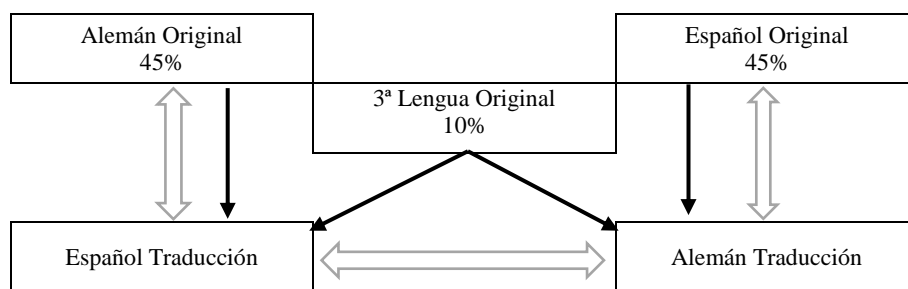 Alemán Original
45%
Español Original
45%
3ª Lengua Original
10%
Español Traducción
Alemán Traducción